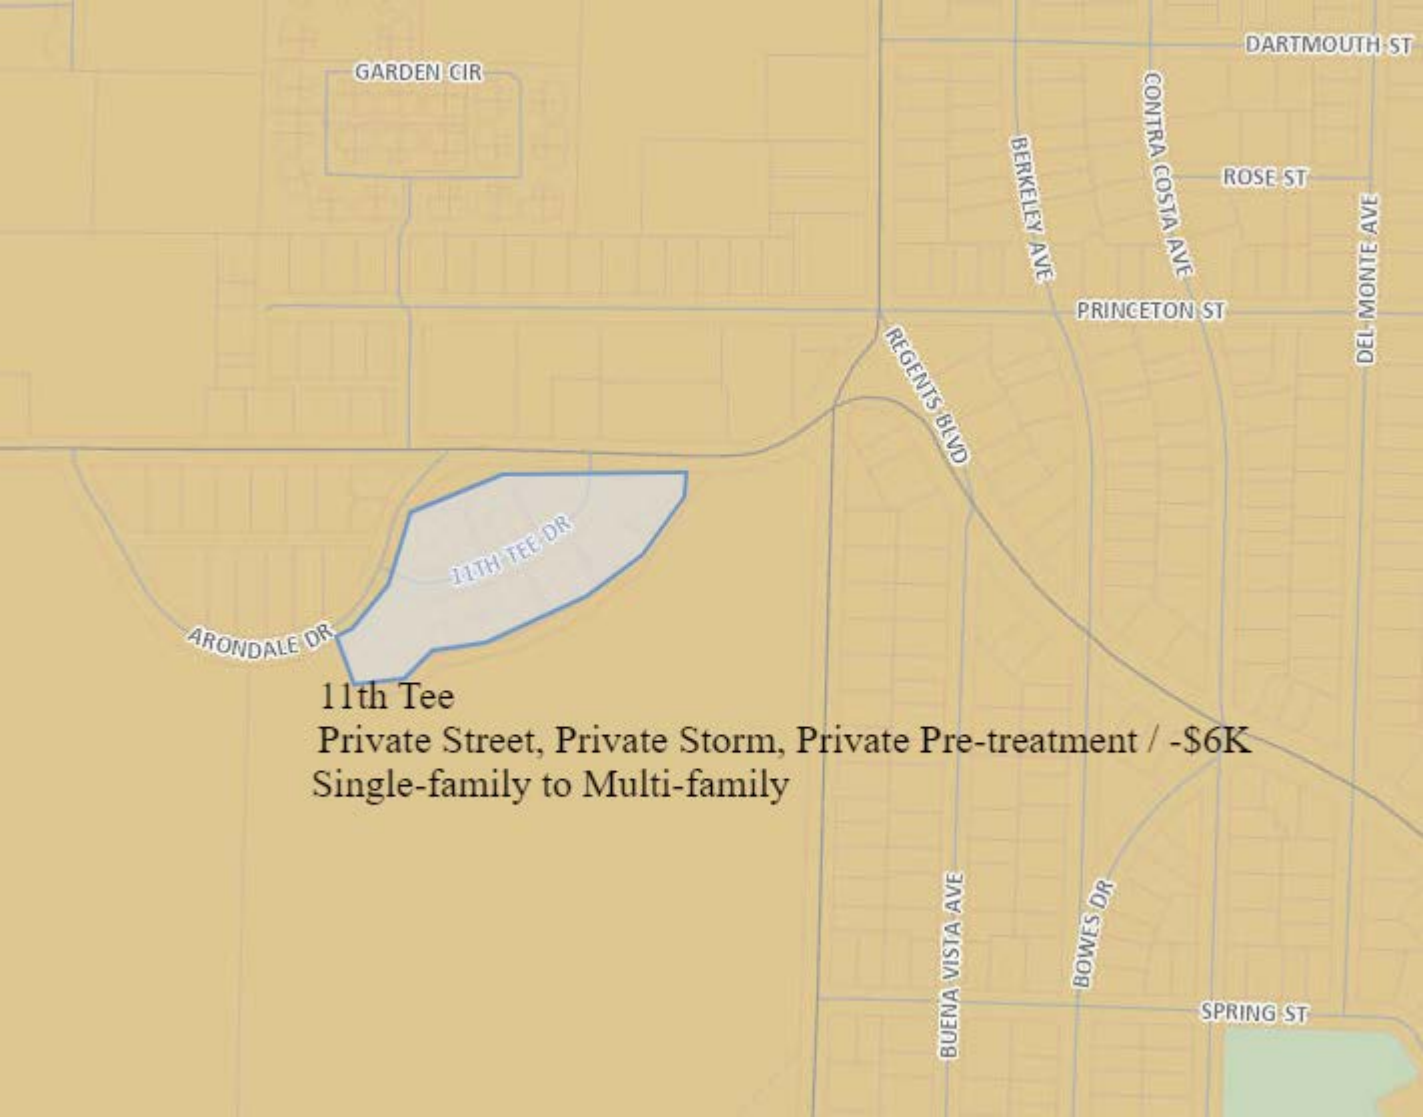 DARTMOUTH ST
GARDEN CIR
CONTRA COSTA AVE
BERKELEY AVE
ROSE ST
DEL MONTE AVE
PRINCETON ST
REGENTS BLVD
11TH TEE DR
ARONDALE DR
11th Tee
Private Street, Private Storm, Private Pre-treatment / -$6K
Single-family to Multi-family
BUENA VISTA AVE
BOWES DR
SPRING ST